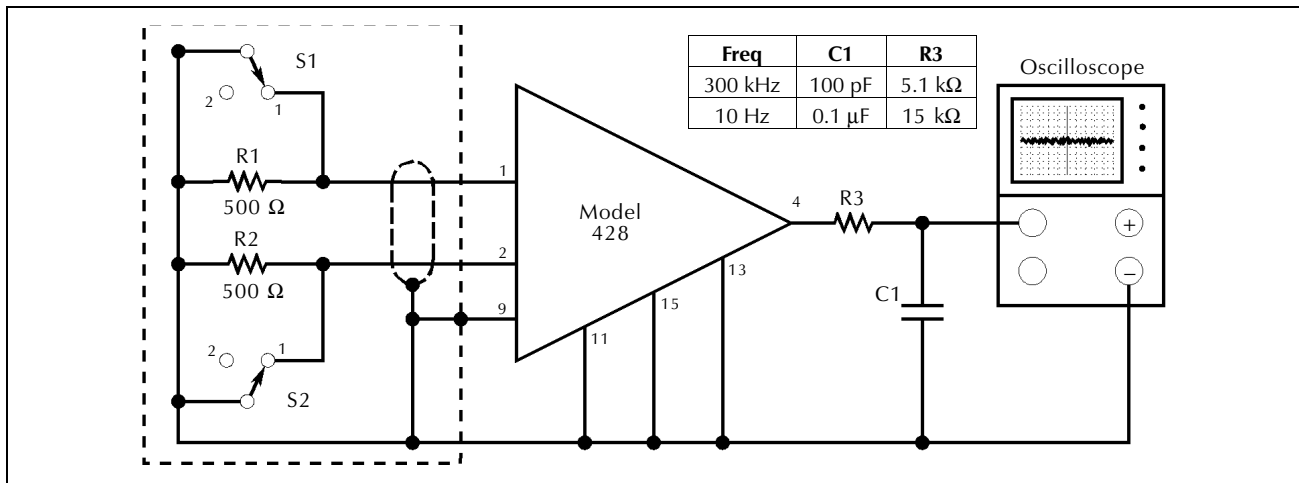 Freq C1 R3
300 kHz 100 pF 5.1 kΩ
10 Hz 0.1 µF 15 kΩ
Oscilloscope
S1
2
1
R1
500 Ω
R2
500 Ω
2
1
S2
1
2
9
Model
428
11
15
13
4
R3
C1
+
−